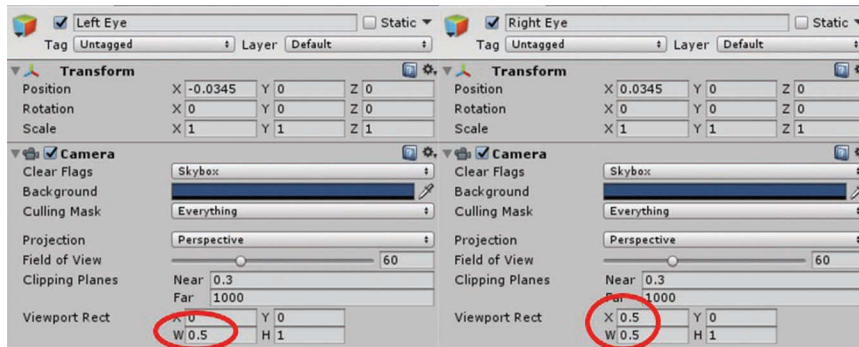 Left Eye Static
Tag Untagged Layer Default
Transform
Position X -0.0345 Y 0 Z 0
Rotation X 0 Y 0 Z 0
Scale X 1 Y 1 Z 1
Camera
Clear Flags Skybox
Background
Culling Mask Everything
Projection Perspective
Field of View 60
Clipping Planes Near 0.3
Far 1000
Viewport Rect X 0 Y 0
W 0.5 H 1
Right Eye Static
Tag Untagged Layer Default
Transform
Position X 0.0345 Y 0 Z 0
Rotation X 0 Y 0 Z 0
Scale X 1 Y 1 Z 1
Camera
Clear Flags Skybox
Background
Culling Mask Everything
Projection Perspective
Field of View 60
Clipping Planes Near 0.3
Far 1000
Viewport Rect X 0.5 Y 0
W 0.5 H 1